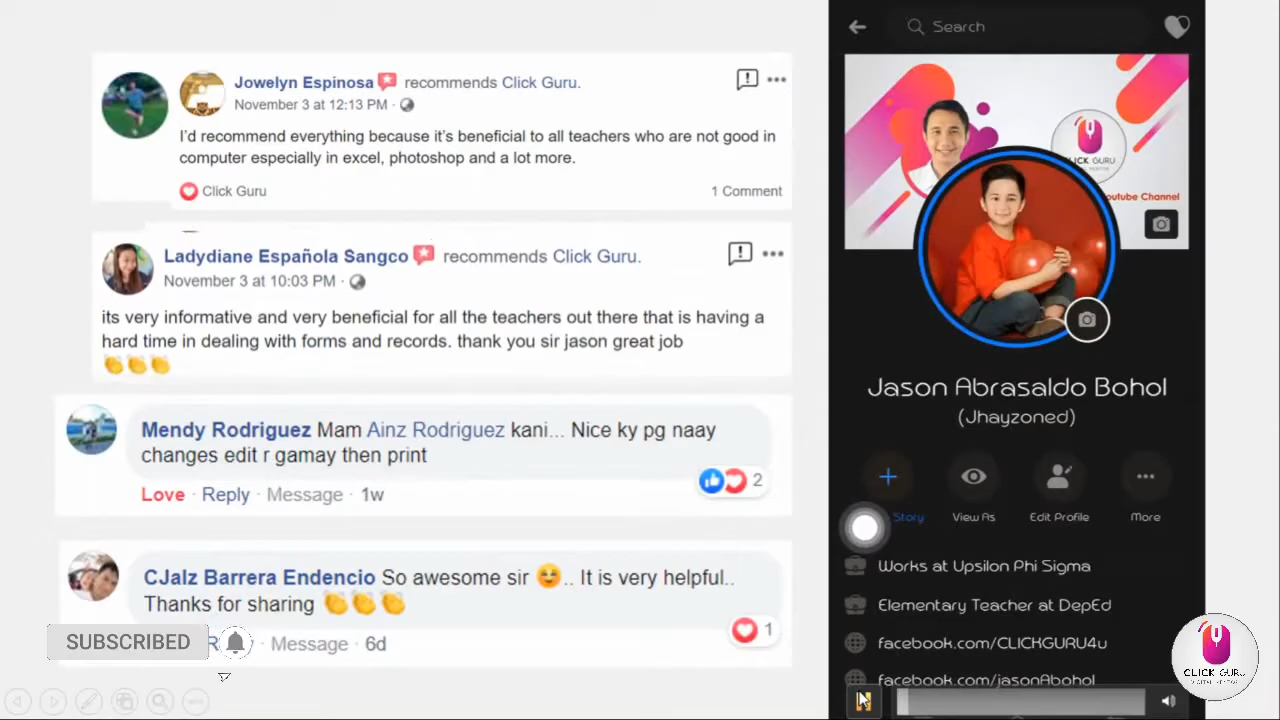 Jowelyn Espinosa recommends Click Guru.
November 3 at 12:13 PM ·
I'd recommend everything because it's beneficial to all teachers who are not good in
computer especially in excel, photoshop and a lot more.
Click Guru
1 Comment
Ladydiane Española Sangco recommends Click Guru.
November 3 at 10:03 PM ·
its very informative and very beneficial for all the teachers out there that is having a
hard time in dealing with forms and records. thank you sir jason great job
👏👏👏
Mendy Rodriguez Mam Ainz Rodriguez kani... Nice ky pg naay
changes edit r gamay then print
2
Love · Reply · Message · 1w
CJalz Barrera Endencio So awesome sir 😊.. It is very helpful..
Thanks for sharing 👏👏👏
1
Message · 6d
SUBSCRIBED
Search
CLICK GURU
Youtube Channel
Jason Abrasaldo Bohol
(Jhayzoned)
Story
View As
Edit Profile
More
Works at Upsilon Phi Sigma
Elementary Teacher at DepEd
facebook.com/CLICKGURU4u
facebook.com/jasonAbohol
CLICK GURU